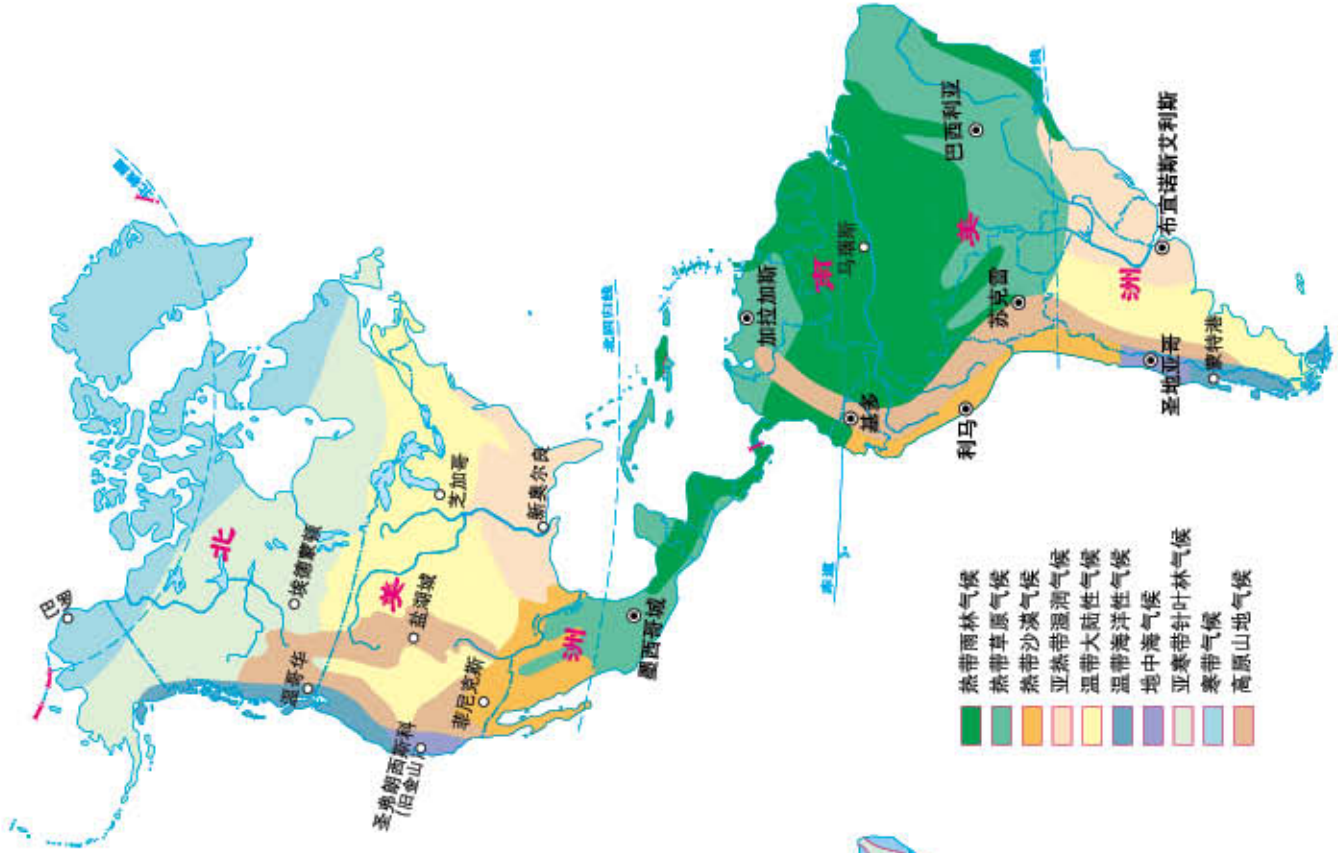 北极圈
巴罗
北
埃德蒙顿
温哥华
美
芝加哥
盐湖城
新奥尔良
圣弗朗西斯科
(旧金山)
菲尼克斯
洲
墨西哥城
北回归线
加拉加斯
南
马瑙斯
赤道
基多
巴西利亚
美
利马
苏克雷
归线
洲
布宜诺斯艾利斯
圣地亚哥
蒙特港
热带雨林气候
热带草原气候
热带沙漠气候
亚热带湿润气候
温带大陆性气候
温带海洋性气候
地中海气候
亚寒带针叶林气候
寒带气候
高原山地气候